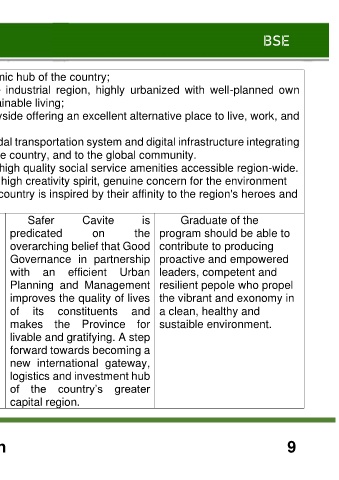 BSE
mic hub of the country;
industrial region, highly urbanized with well-planned own
inable living;
yside offering an excellent alternative place to live, work, and
dal transportation system and digital infrastructure integrating
e country, and to the global community.
high quality social service amenities accessible region-wide.
high creativity spirit, genuine concern for the environment
country is inspired by their affinity to the region's heroes and
Safer Cavite is
predicated on the
overarching belief that Good
Governance in partnership
with an efficient Urban
Planning and Management
improves the quality of lives
of its constituents and
makes the Province for
livable and gratifying. A step
forward towards becoming a
new international gateway,
logistics and investment hub
of the country's greater
capital region.
Graduate of the
program should be able to
contribute to producing
proactive and empowered
leaders, competent and
resilient pepole who propel
the vibrant and exonomy in
a clean, healthy and
sustaible environment.
n
9